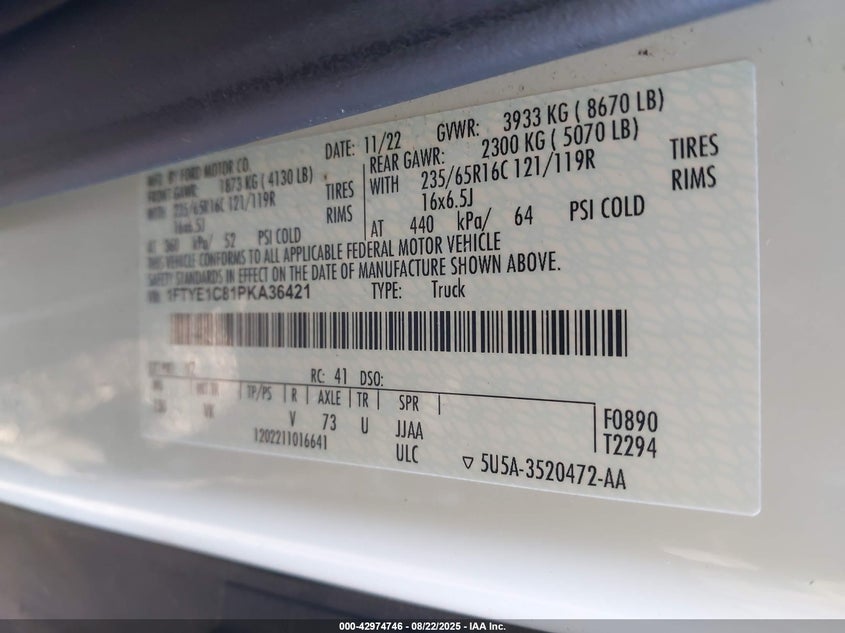 MFD. BY FORD MOTOR CO. DATE: 11/22 GVWR: 3933 KG ( 8670 LB)
FRONT GAWR: 1873 KG ( 4130 LB) REAR GAWR: 2300 KG ( 5070 LB)
WITH 235/65R16C 121/119R TIRES WITH 235/65R16C 121/119R TIRES
16x6.5J RIMS 16x6.5J RIMS
AT 360 kPa/ 52 PSI COLD AT 440 kPa/ 64 PSI COLD
THIS VEHICLE CONFORMS TO ALL APPLICABLE FEDERAL MOTOR VEHICLE
SAFETY STANDARDS IN EFFECT ON THE DATE OF MANUFACTURE SHOWN ABOVE.
VIN: 1FTYE1C81PKA36421 TYPE: Truck
RC: 41 DSO:
TP/PS R AXLE TR SPR
V 73 U JJAA
1202211016641 ULC
F0890
T2294
▽ 5U5A-3520472-AA
000-42974746 - 08/22/2025 - IAA Inc.